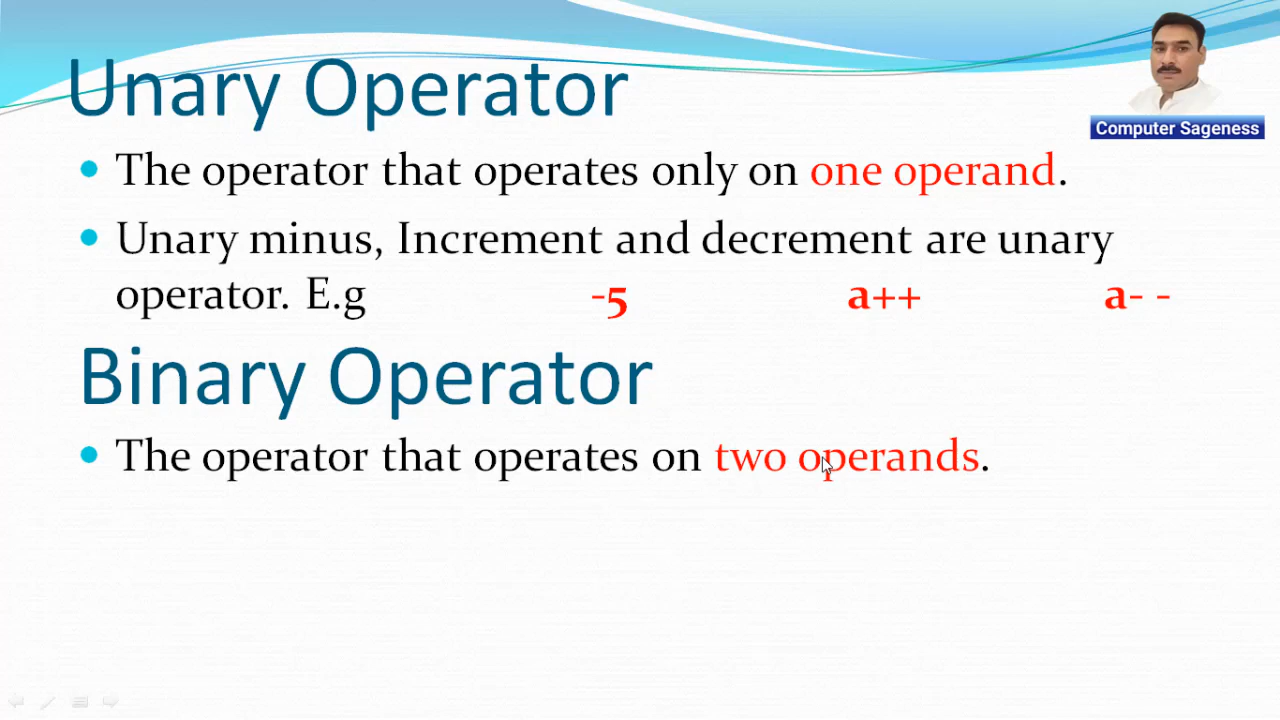 Unary Operator
Computer Sageness
The operator that operates only on one operand.
Unary minus, Increment and decrement are unary
operator. E.g -5 a++ a- -
Binary Operator
The operator that operates on two operands.